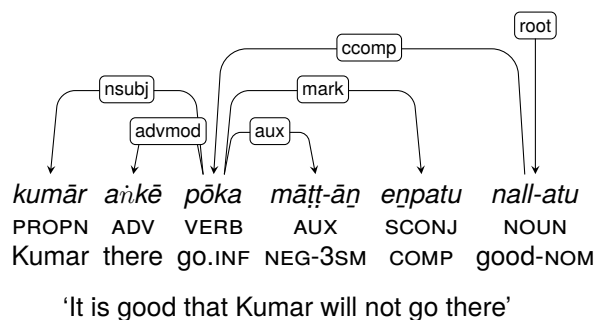 root
ccomp
nsubj mark
advmod aux
kumār aṅkē pōka māṭṭ-āṉ eṉpatu nall-atu
PROPN ADV VERB AUX SCONJ NOUN
Kumar there go.INF NEG-3SM COMP good-NOM
‘It is good that Kumar will not go there’